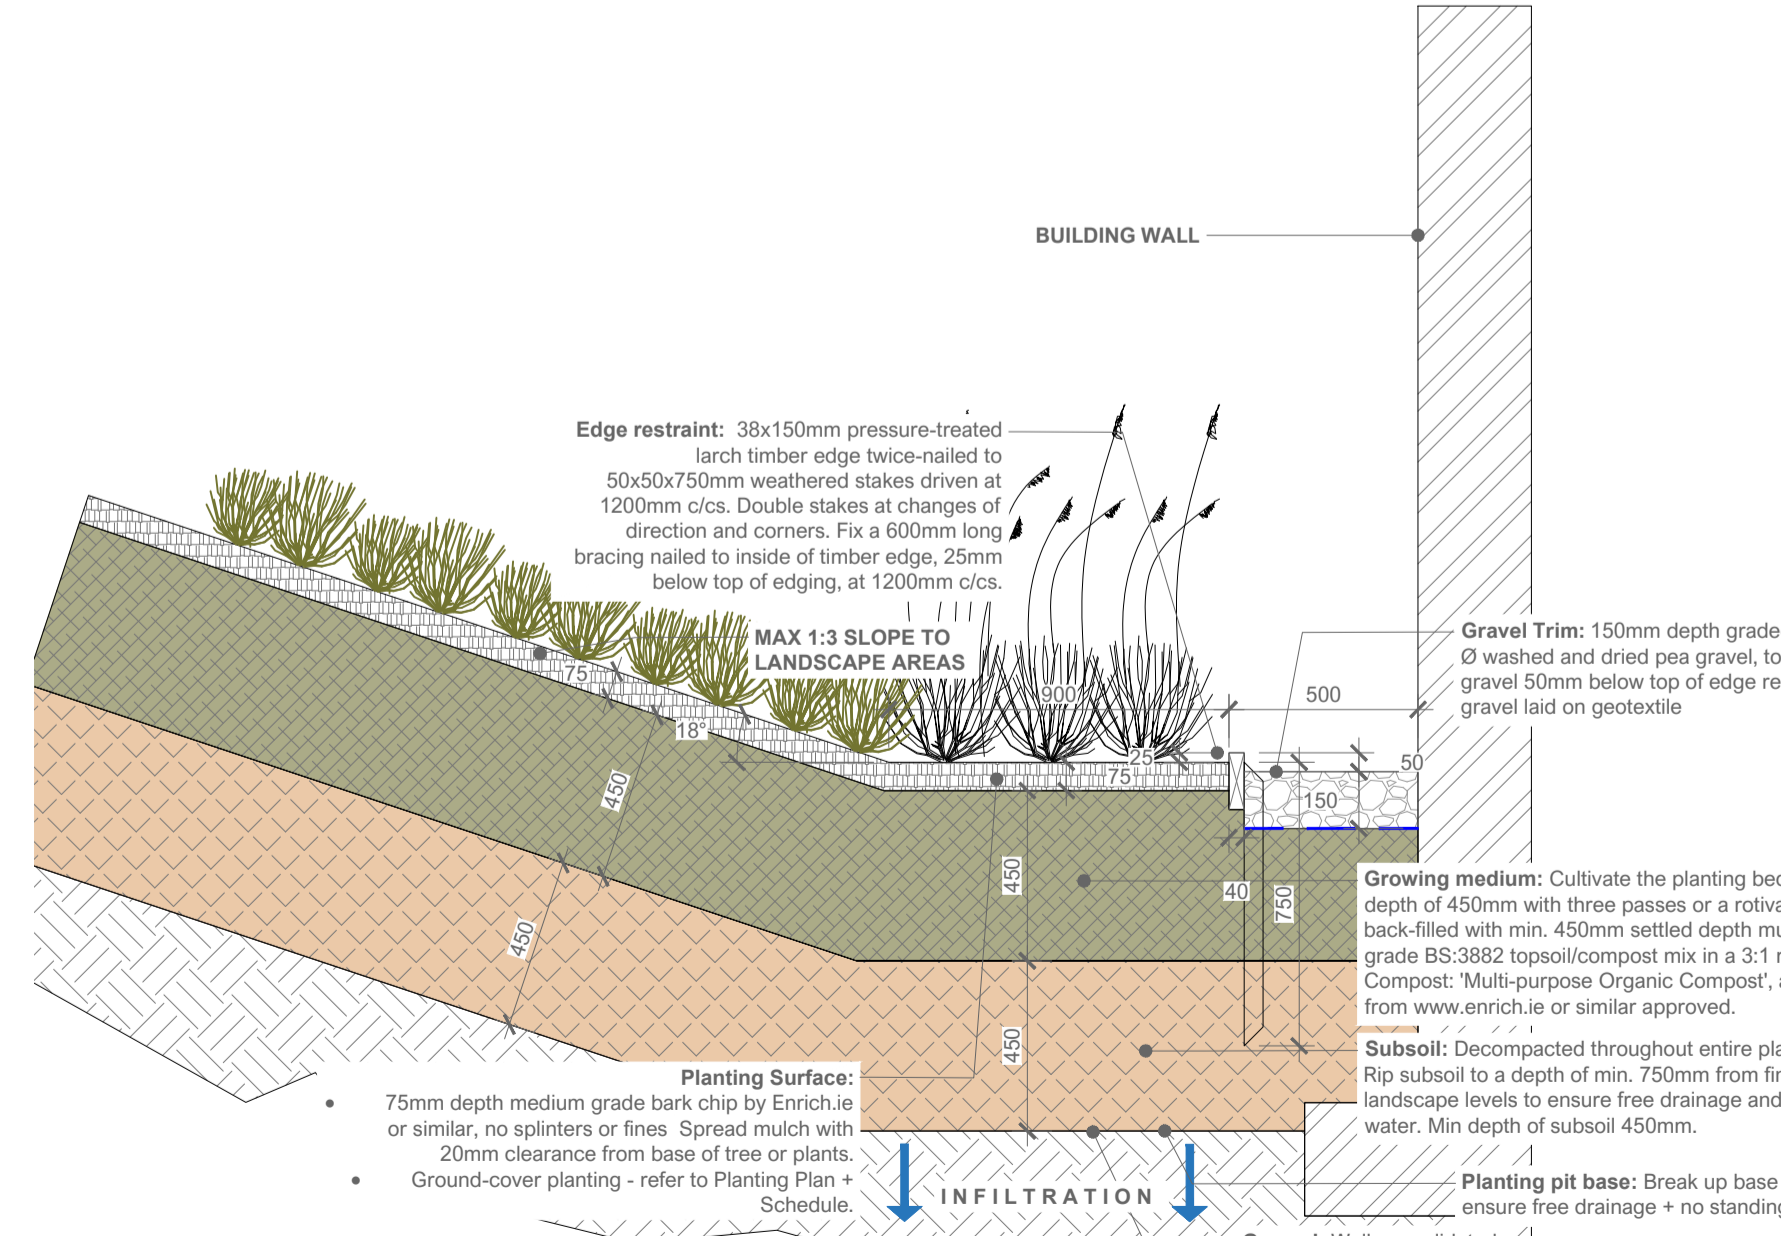 BUILDING WALL
Edge restraint: 38x150mm pressure-treated
larch timber edge twice-nailed to
50x50x750mm weathered stakes driven at
1200mm c/cs. Double stakes at changes of
direction and corners. Fix a 600mm long
bracing nailed to inside of timber edge, 25mm
below top of edging, at 1200mm c/cs.
MAX 1:3 SLOPE TO
LANDSCAPE AREAS
Gravel Trim: 150mm depth grade
Ø washed and dried pea gravel, to
gravel 50mm below top of edge re
gravel laid on geotextile
75
18°
900
500
25
75
50
150
450
450
450
450
40
750
Growing medium: Cultivate the planting bed
depth of 450mm with three passes or a rotiva
back-filled with min. 450mm settled depth mu
grade BS:3882 topsoil/compost mix in a 3:1 r
Compost: 'Multi-purpose Organic Compost', a
from www.enrich.ie or similar approved.
Subsoil: Decompacted throughout entire pla
Rip subsoil to a depth of min. 750mm from fin
landscape levels to ensure free drainage and
water. Min depth of subsoil 450mm.
Planting Surface:
• 75mm depth medium grade bark chip by Enrich.ie
or similar, no splinters or fines Spread mulch with
20mm clearance from base of tree or plants.
• Ground-cover planting - refer to Planting Plan +
Schedule.
INFILTRATION
Planting pit base: Break up base
ensure free drainage + no standing